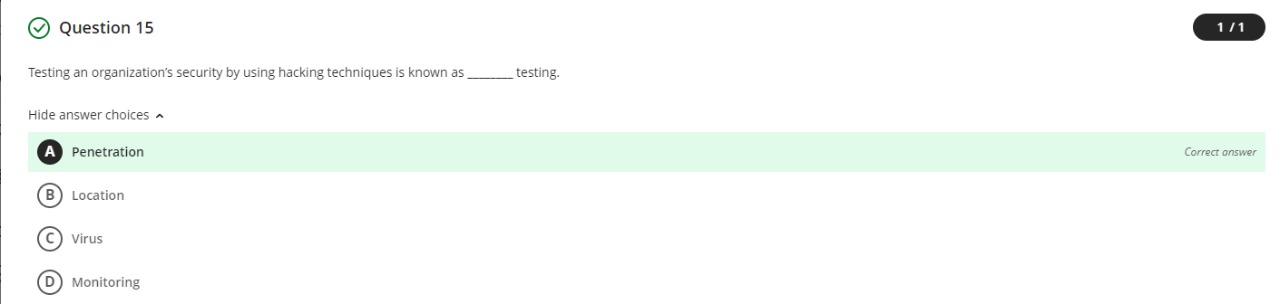 Question 15
1 / 1
Testing an organization's security by using hacking techniques is known as ________ testing.
Hide answer choices
A Penetration
Correct answer
B Location
C Virus
D Monitoring